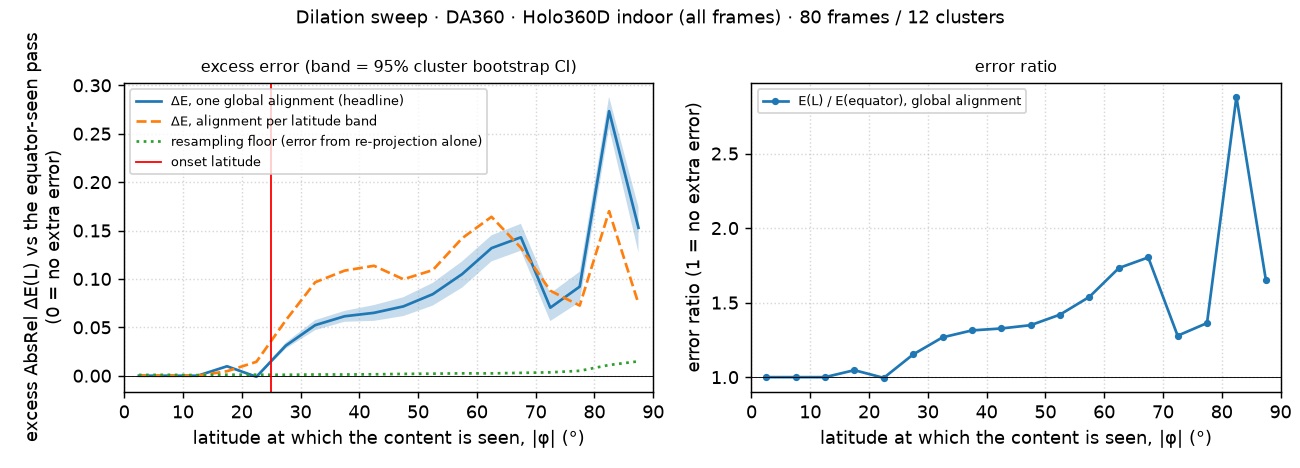 Dilation sweep · DA360 · Holo360D indoor (all frames) · 80 frames / 12 clusters
excess error (band = 95% cluster bootstrap CI)
excess AbsRel ΔE(L) vs the equator-seen pass
(0 = no extra error)
0.30
0.25
0.20
0.15
0.10
0.05
0.00
ΔE, one global alignment (headline)
ΔE, alignment per latitude band
resampling floor (error from re-projection alone)
onset latitude
0 10 20 30 40 50 60 70 80 90
latitude at which the content is seen, |φ| (°)
error ratio
error ratio (1 = no extra error)
2.5
2.0
1.5
1.0
E(L) / E(equator), global alignment
0 10 20 30 40 50 60 70 80 90
latitude at which the content is seen, |φ| (°)